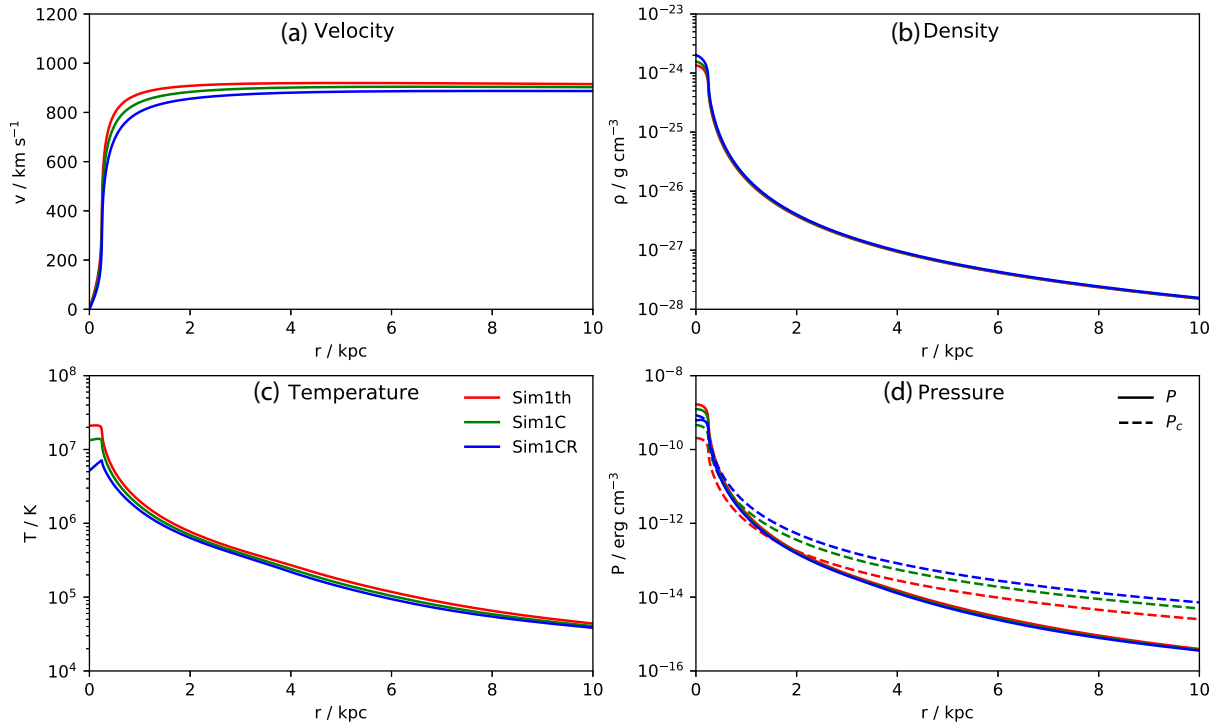 (a) Velocity
1200
1000
800
600
400
200
0
v / km s⁻¹
0 2 4 6 8 10
r / kpc
(b) Density
10⁻²³
10⁻²⁴
10⁻²⁵
10⁻²⁶
10⁻²⁷
10⁻²⁸
ρ / g cm⁻³
0 2 4 6 8 10
r / kpc
(c) Temperature
Sim1th
Sim1C
Sim1CR
10⁸
10⁷
10⁶
10⁵
10⁴
T / K
0 2 4 6 8 10
r / kpc
(d) Pressure
P
P_c
10⁻⁸
10⁻¹⁰
10⁻¹²
10⁻¹⁴
10⁻¹⁶
P / erg cm⁻³
0 2 4 6 8 10
r / kpc